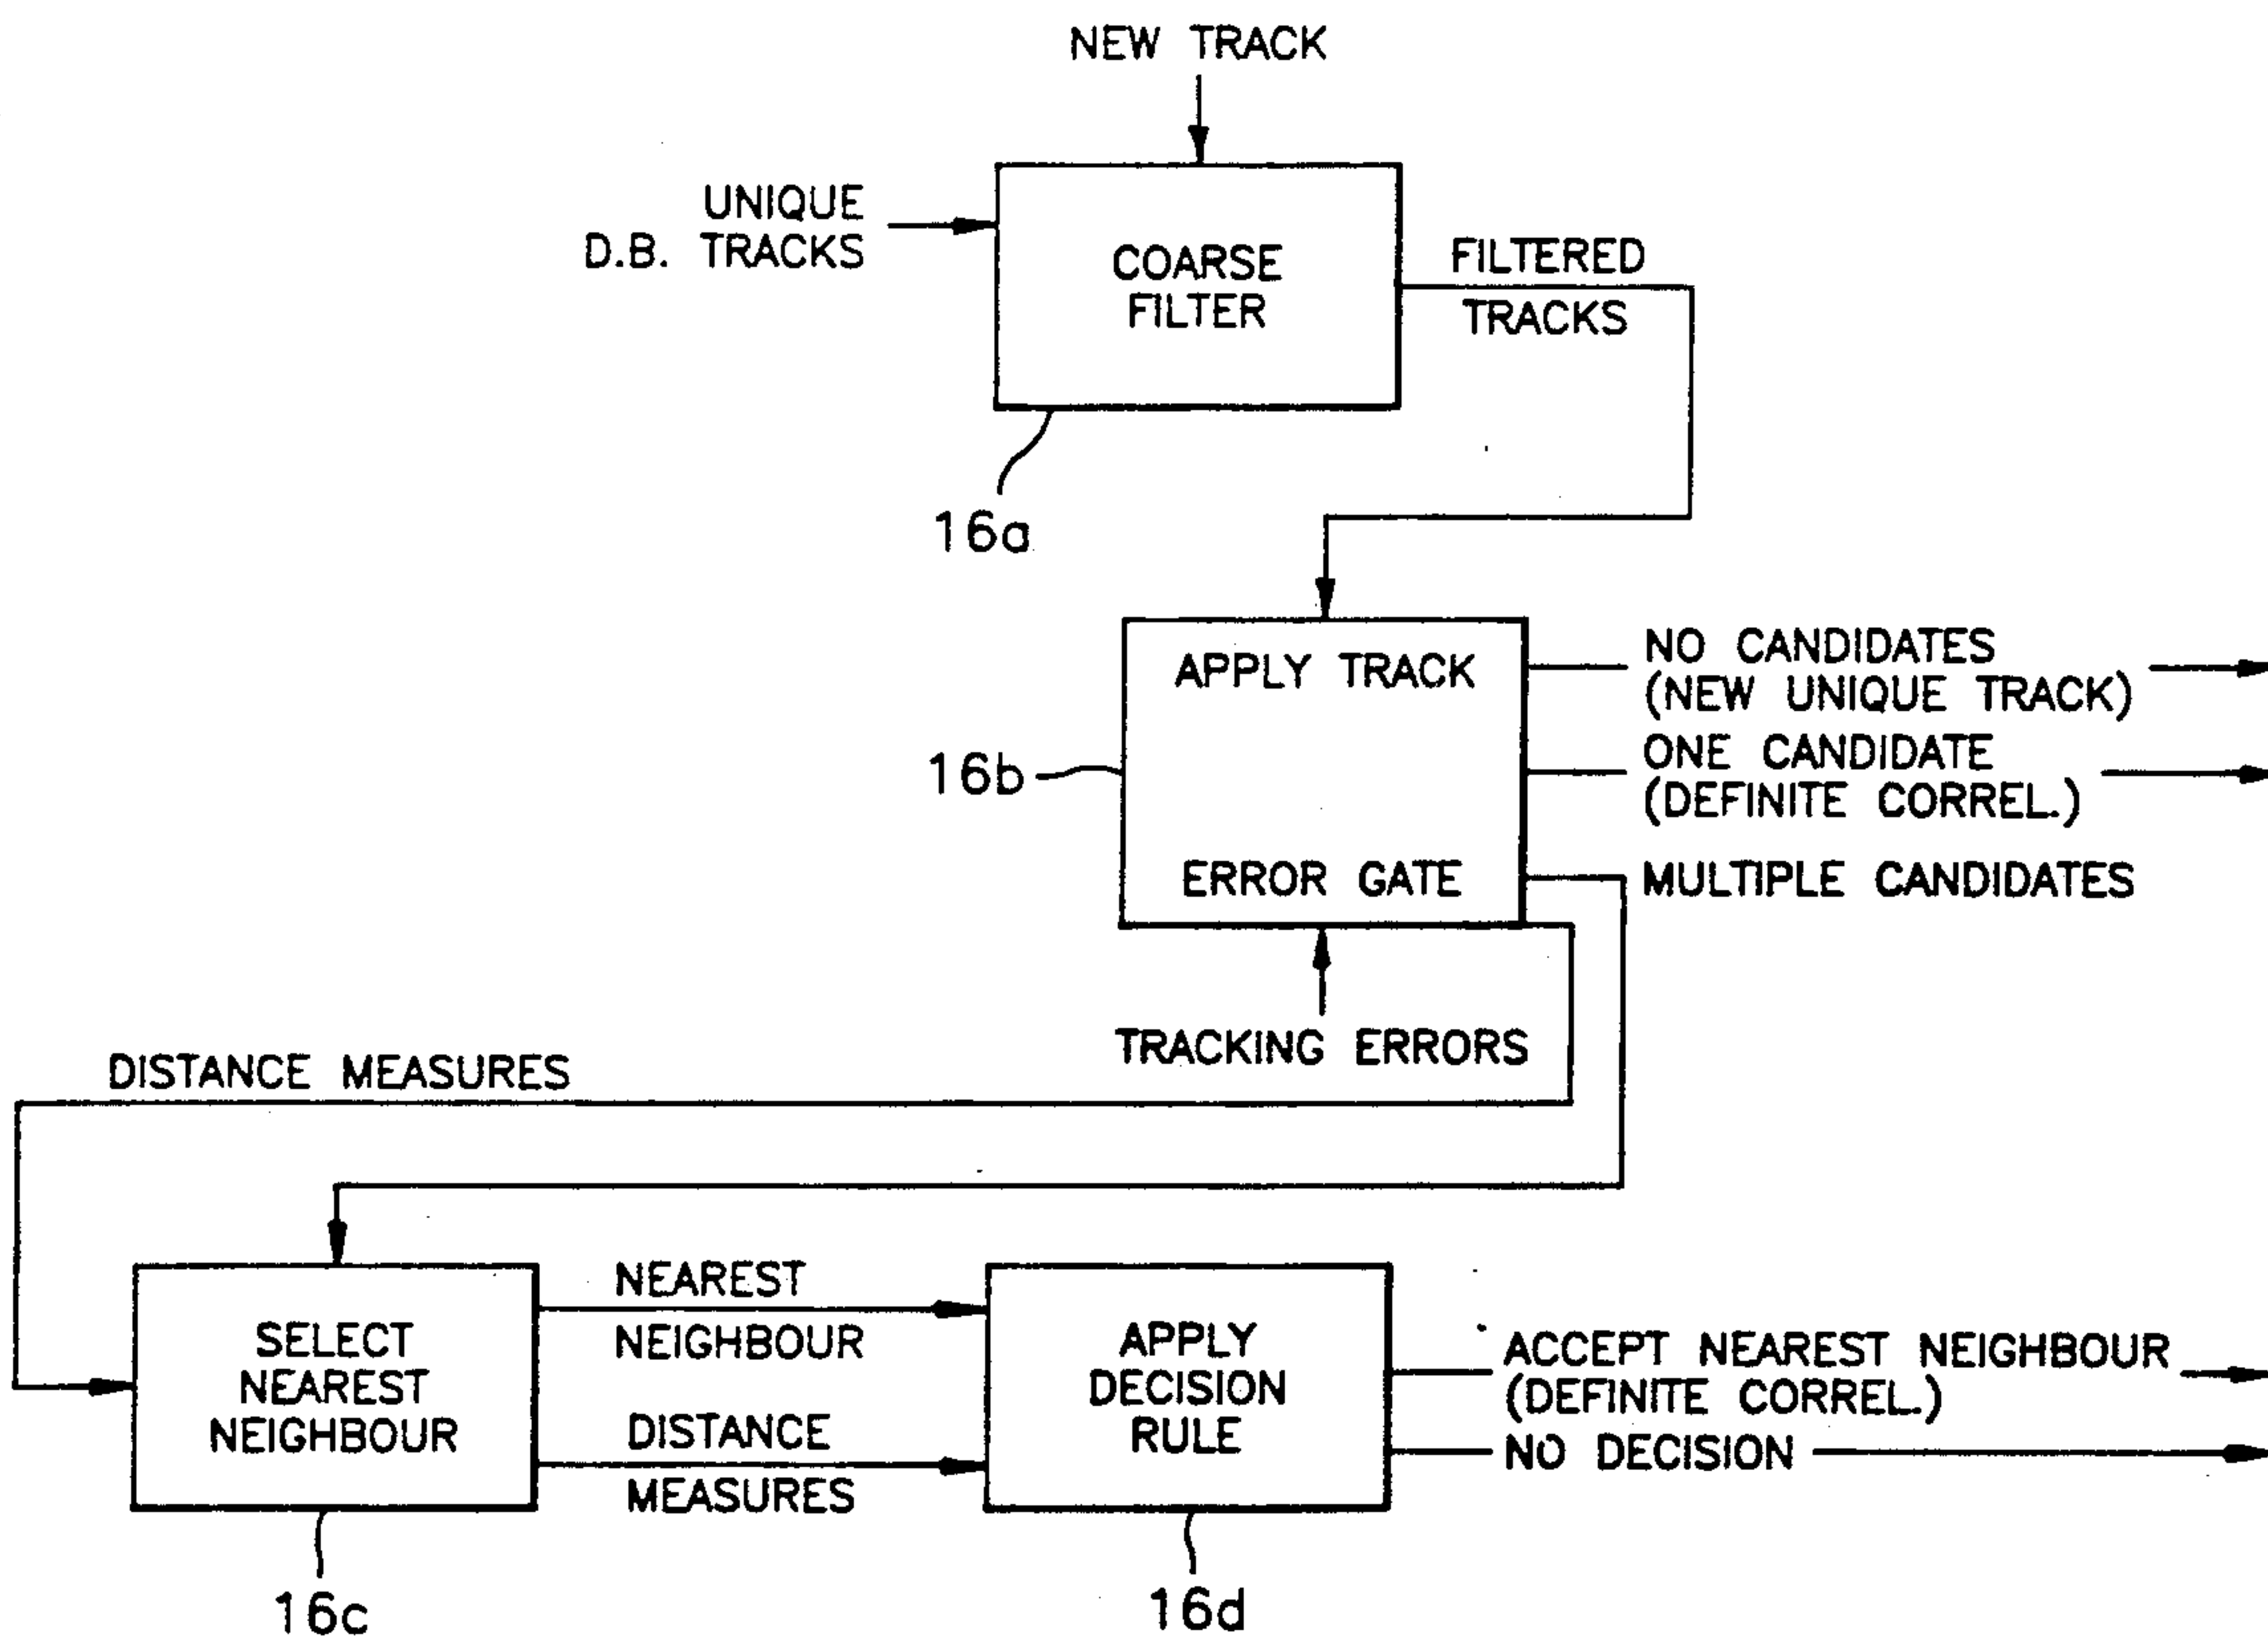 NEW TRACK
UNIQUE
D.B. TRACKS
COARSE
FILTER
FILTERED
TRACKS
16a
APPLY TRACK
ERROR GATE
16b
NO CANDIDATES
(NEW UNIQUE TRACK)
ONE CANDIDATE
(DEFINITE CORREL.)
MULTIPLE CANDIDATES
TRACKING ERRORS
DISTANCE MEASURES
SELECT
NEAREST
NEIGHBOUR
NEAREST
NEIGHBOUR
DISTANCE
MEASURES
APPLY
DECISION
RULE
ACCEPT NEAREST NEIGHBOUR
(DEFINITE CORREL.)
NO DECISION
16c
16d